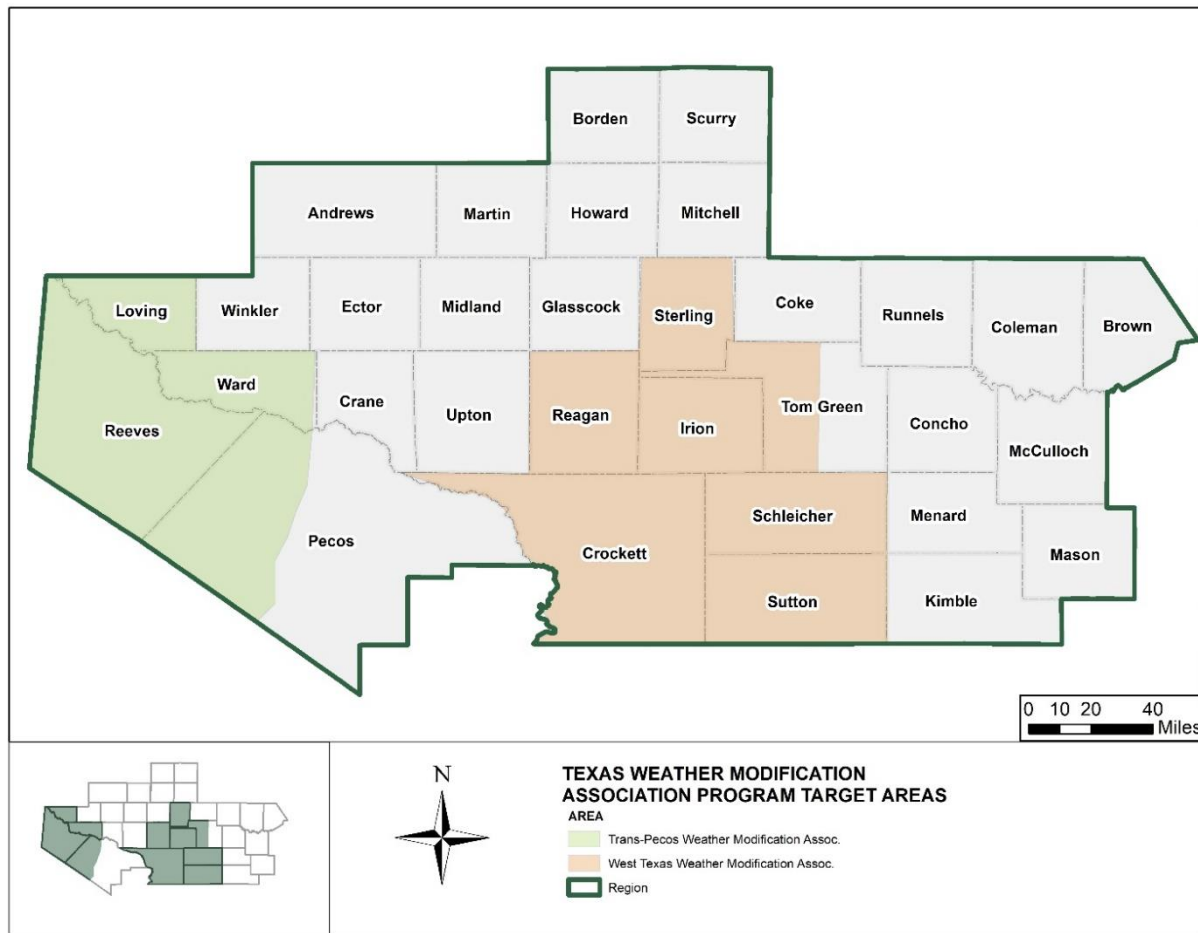 Borden
Scurry
Andrews
Martin
Howard
Mitchell
Loving
Winkler
Ector
Midland
Glasscock
Sterling
Coke
Runnels
Coleman
Brown
Ward
Crane
Upton
Reagan
Irion
Tom Green
Concho
McCulloch
Reeves
Pecos
Crockett
Schleicher
Menard
Mason
Sutton
Kimble
0 10 20 40
Miles
N
TEXAS WEATHER MODIFICATION
ASSOCIATION PROGRAM TARGET AREAS
AREA
Trans-Pecos Weather Modification Assoc.
West Texas Weather Modification Assoc.
Region